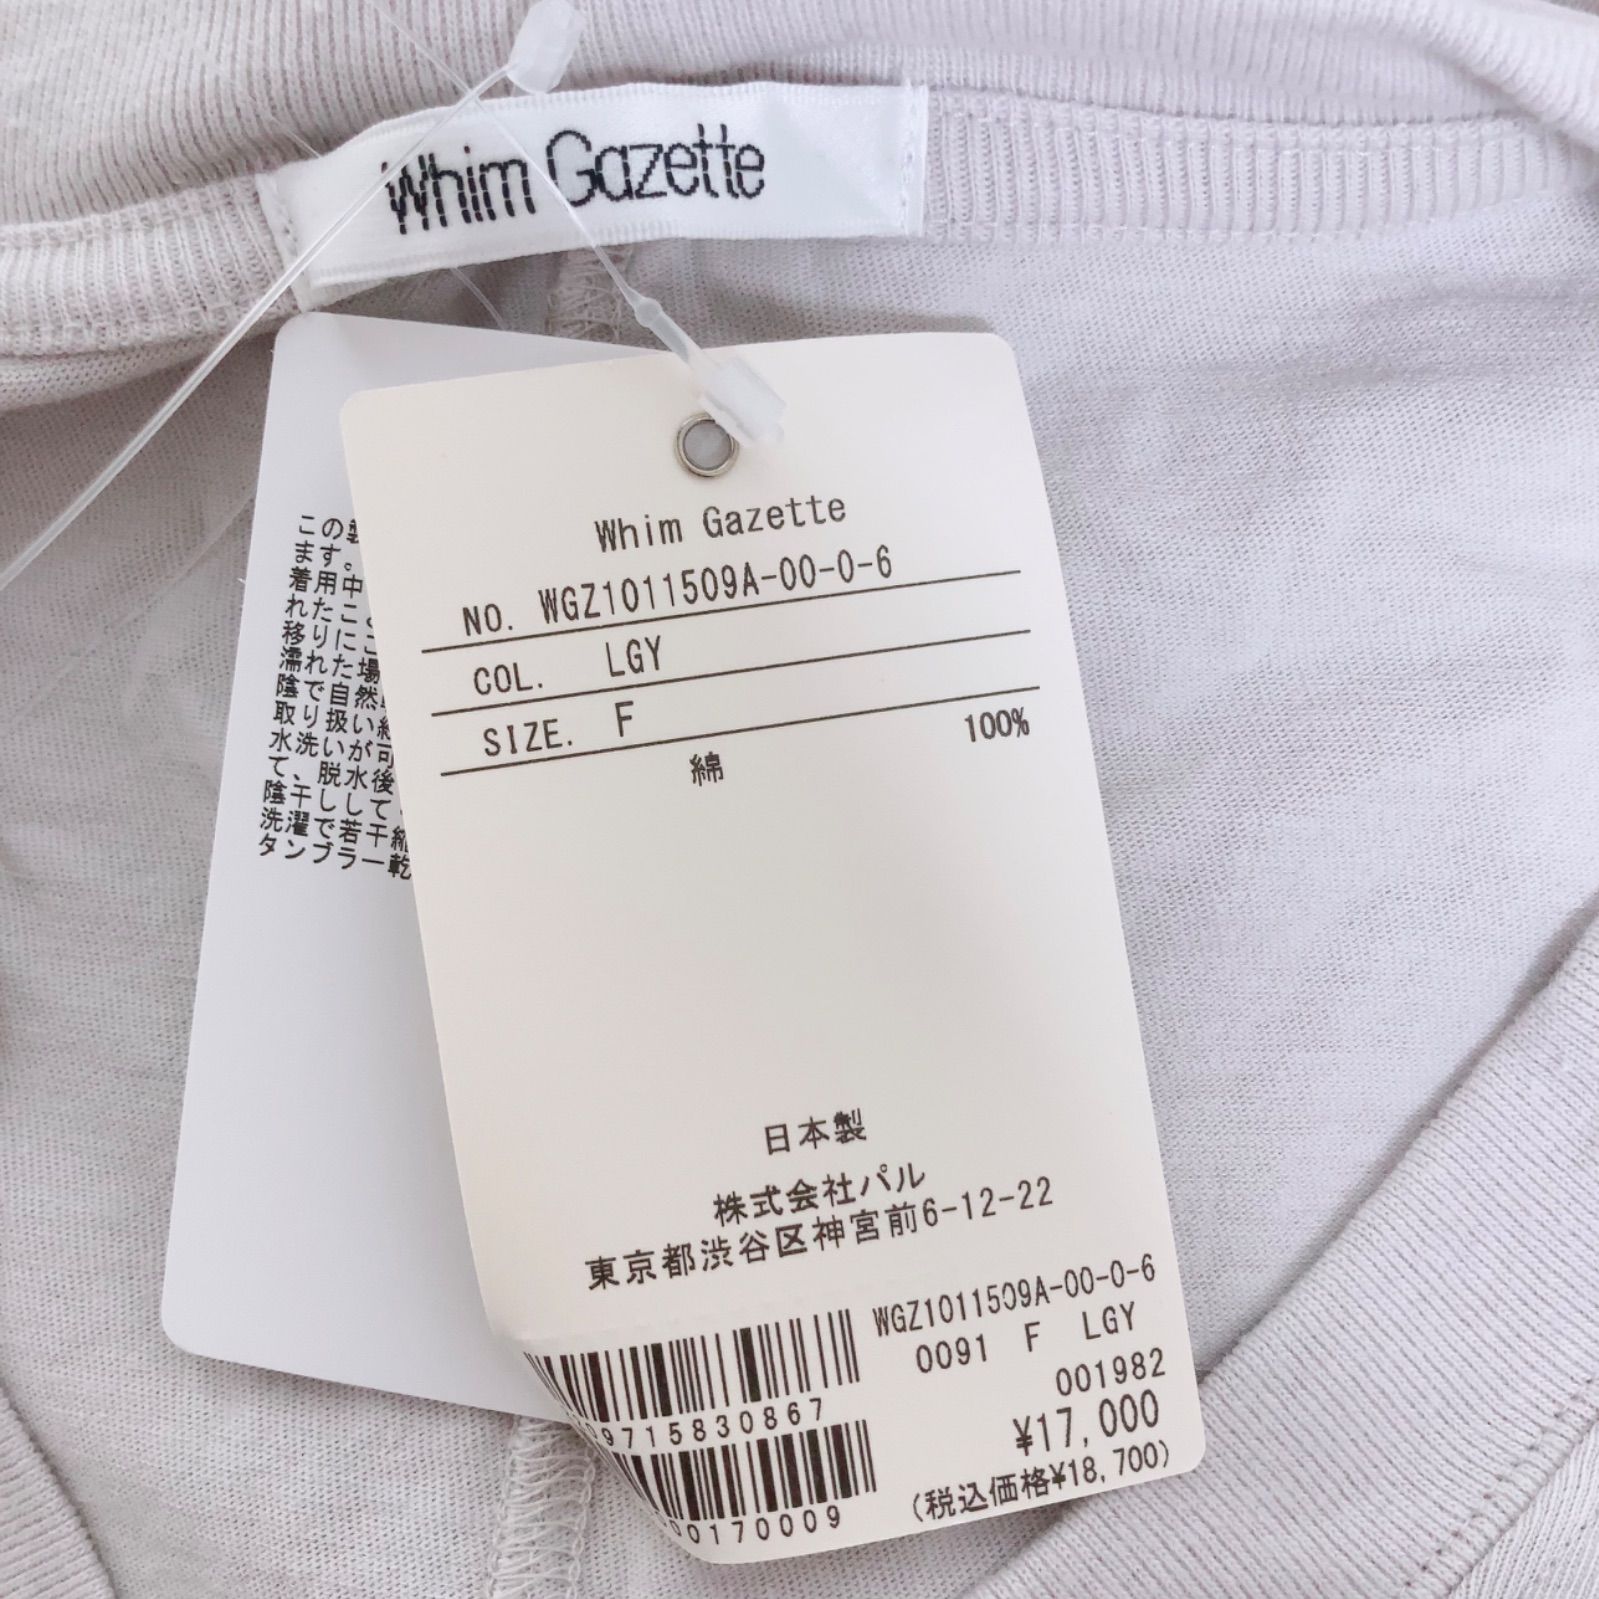 Whim Gazette
この
ます。
着用中
れたこ
移りに
濡れた場
陰で自然
取り扱い
水洗いが可
て、脱水後
陰干しして
洗濯で若干縮
タンブラー乾
Whim Gazette
NO. WGZ1011509A-00-0-6
COL. LGY
SIZE. F
綿 100%
日本製
株式会社パル
東京都渋谷区神宮前6-12-22
WGZ1011509A-00-0-6
0091 F LGY
001982
9715830867
¥17,000
(税込価格¥18,700)
00170009